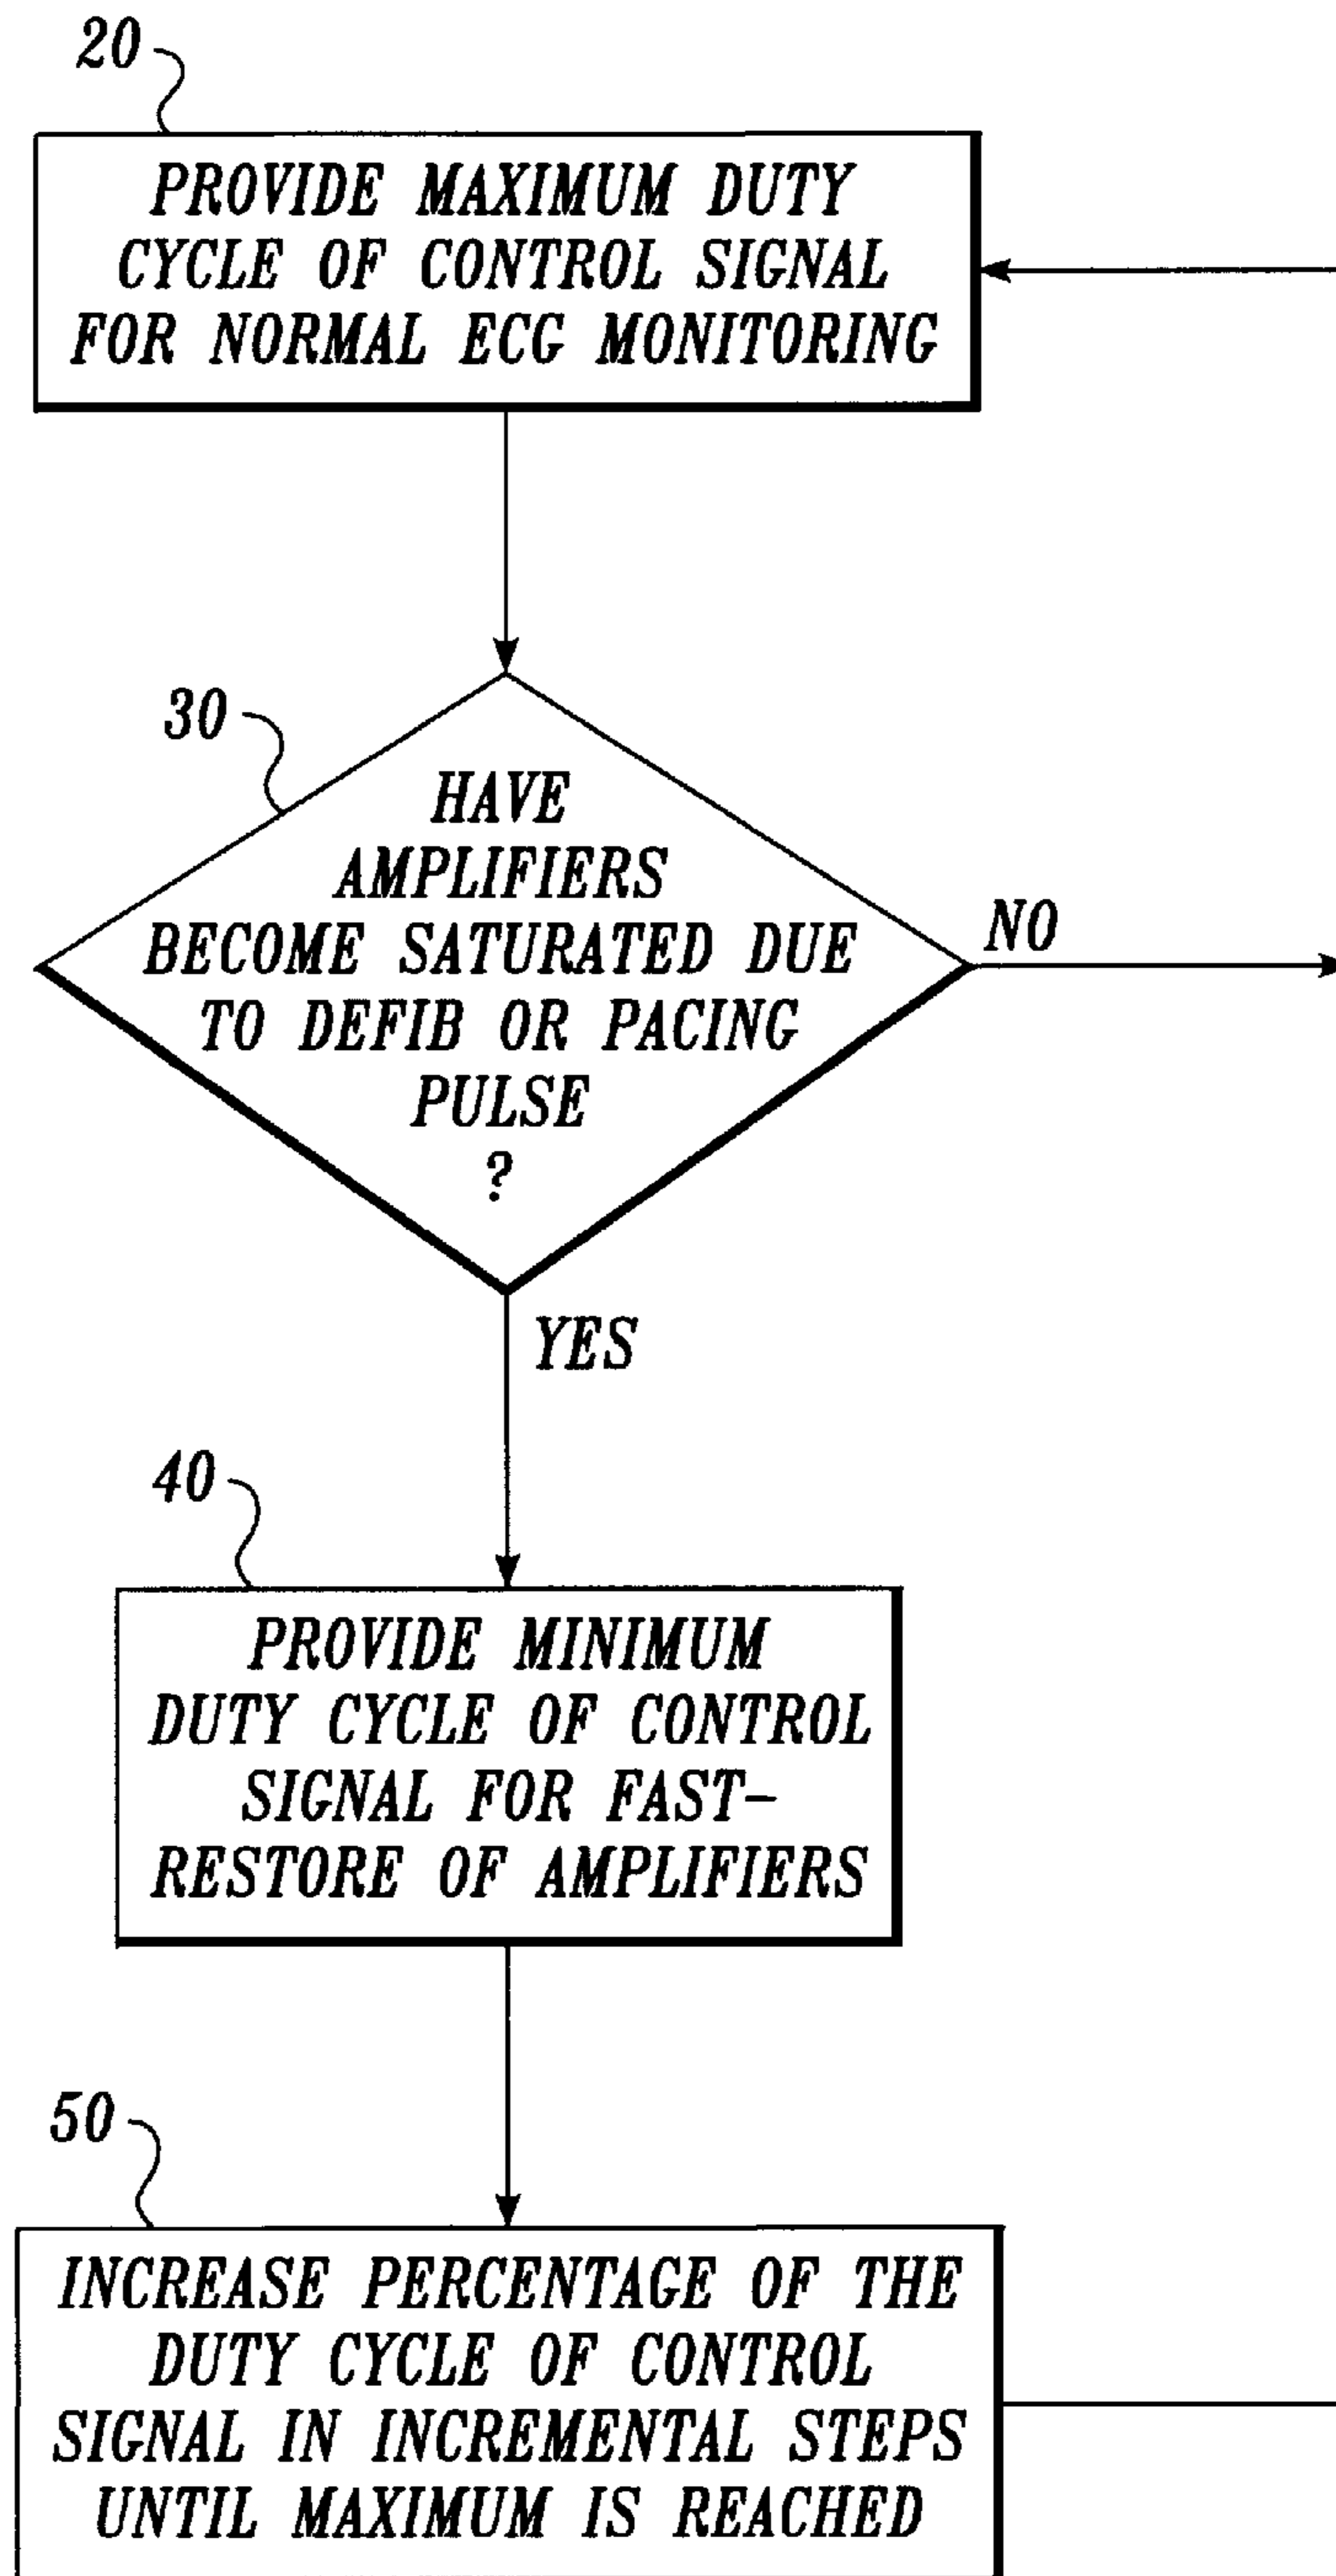 20
PROVIDE MAXIMUM DUTY
CYCLE OF CONTROL SIGNAL
FOR NORMAL ECG MONITORING
30
HAVE
AMPLIFIERS
BECOME SATURATED DUE
TO DEFIB OR PACING
PULSE
?
NO
YES
40
PROVIDE MINIMUM
DUTY CYCLE OF CONTROL
SIGNAL FOR FAST-
RESTORE OF AMPLIFIERS
50
INCREASE PERCENTAGE OF THE
DUTY CYCLE OF CONTROL
SIGNAL IN INCREMENTAL STEPS
UNTIL MAXIMUM IS REACHED